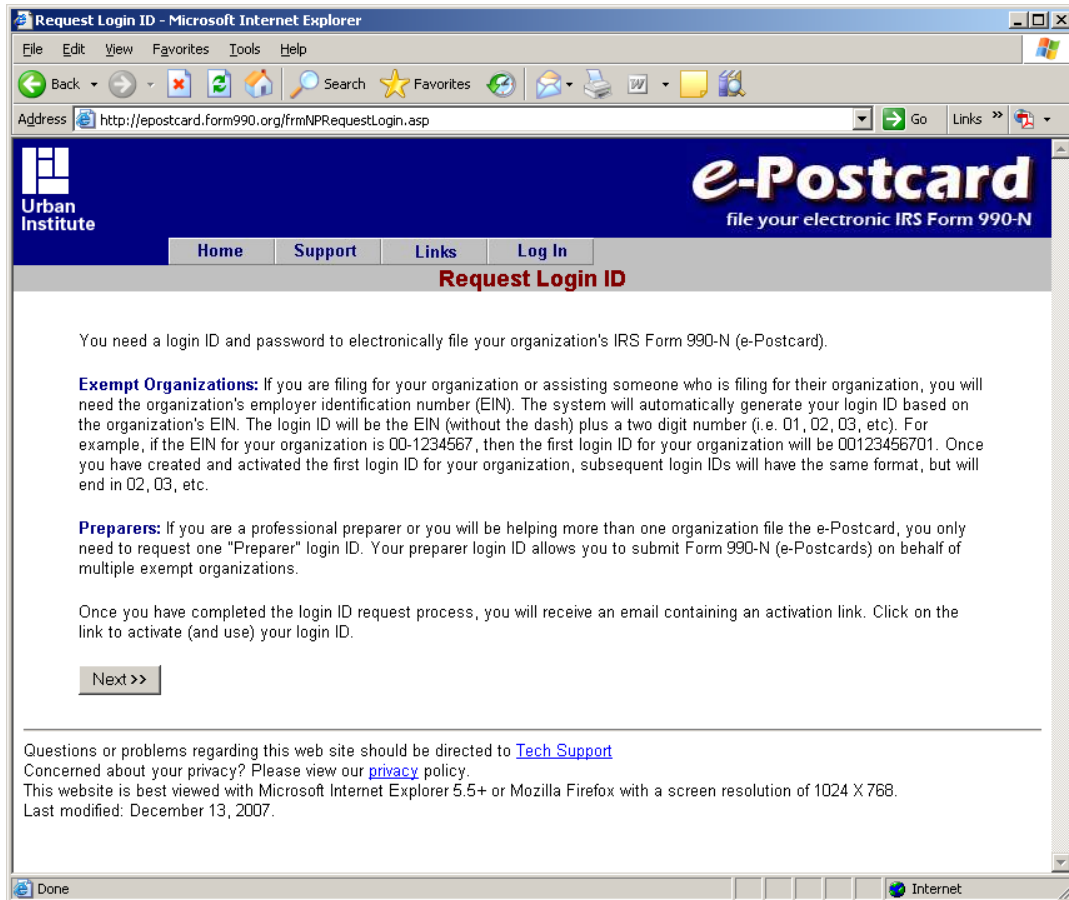 Request Login ID - Microsoft Internet Explorer
File Edit View Favorites Tools Help
Back Search Favorites
Address http://epostcard.form990.org/frmNPRequestLogin.asp Go Links »
Urban
Institute
e-Postcard
file your electronic IRS Form 990-N
Home Support Links Log In
Request Login ID
You need a login ID and password to electronically file your organization's IRS Form 990-N (e-Postcard).
Exempt Organizations: If you are filing for your organization or assisting someone who is filing for their organization, you will
need the organization's employer identification number (EIN). The system will automatically generate your login ID based on
the organization's EIN. The login ID will be the EIN (without the dash) plus a two digit number (i.e. 01, 02, 03, etc). For
example, if the EIN for your organization is 00-1234567, then the first login ID for your organization will be 00123456701. Once
you have created and activated the first login ID for your organization, subsequent login IDs will have the same format, but will
end in 02, 03, etc.
Preparers: If you are a professional preparer or you will be helping more than one organization file the e-Postcard, you only
need to request one "Preparer" login ID. Your preparer login ID allows you to submit Form 990-N (e-Postcards) on behalf of
multiple exempt organizations.
Once you have completed the login ID request process, you will receive an email containing an activation link. Click on the
link to activate (and use) your login ID.
Next >>
Questions or problems regarding this web site should be directed to Tech Support
Concerned about your privacy? Please view our privacy policy.
This website is best viewed with Microsoft Internet Explorer 5.5+ or Mozilla Firefox with a screen resolution of 1024 X 768.
Last modified: December 13, 2007.
Done Internet